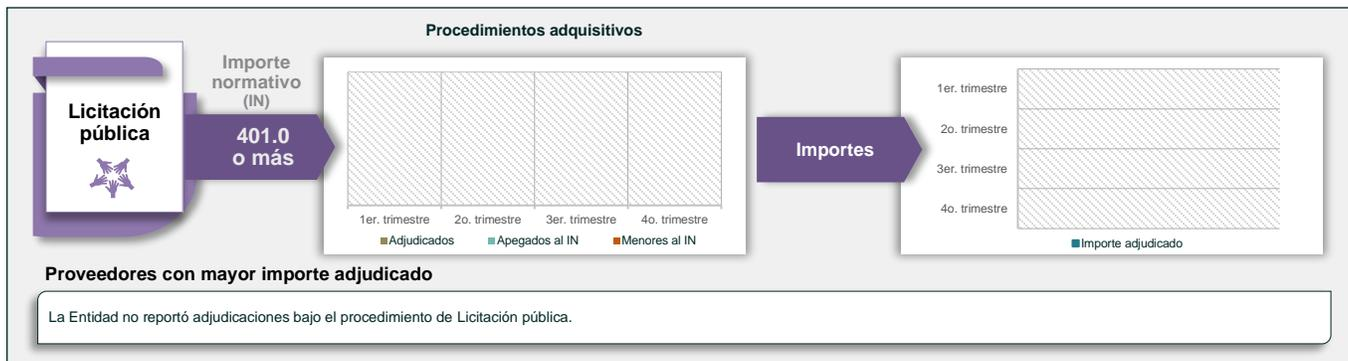 Procedimientos adquisitivos
Licitación
pública
Importe
normativo
(IN)
401.0
o más
1er. trimestre
2o. trimestre
3er. trimestre
4o. trimestre
Adjudicados
Apegados al IN
Menores al IN
Importes
1er. trimestre
2o. trimestre
3er. trimestre
4o. trimestre
Importe adjudicado
Proveedores con mayor importe adjudicado
La Entidad no reportó adjudicaciones bajo el procedimiento de Licitación pública.